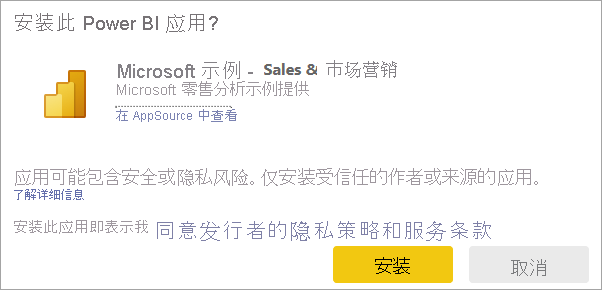 安装此 Power BI 应用?
Microsoft 示例 - Sales & 市场营销
Microsoft 零售分析示例提供
在 AppSource 中查看
应用可能包含安全或隐私风险。仅安装受信任的作者或来源的应用。
了解详细信息
安装此应用即表示我 同意发行者的隐私策略和服务条款
安装 取消